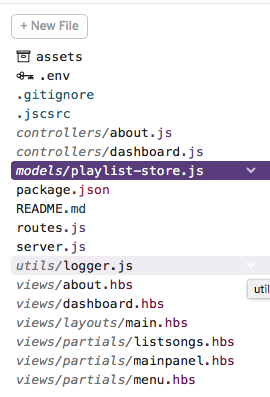 + New File
assets
.env
.gitignore
.jscsrc
controllers/about.js
controllers/dashboard.js
models/playlist-store.js
package.json
README.md
routes.js
server.js
utils/logger.js
views/about.hbs
util
views/dashboard.hbs
views/layouts/main.hbs
views/partials/listsongs.hbs
views/partials/mainpanel.hbs
views/partials/menu.hbs